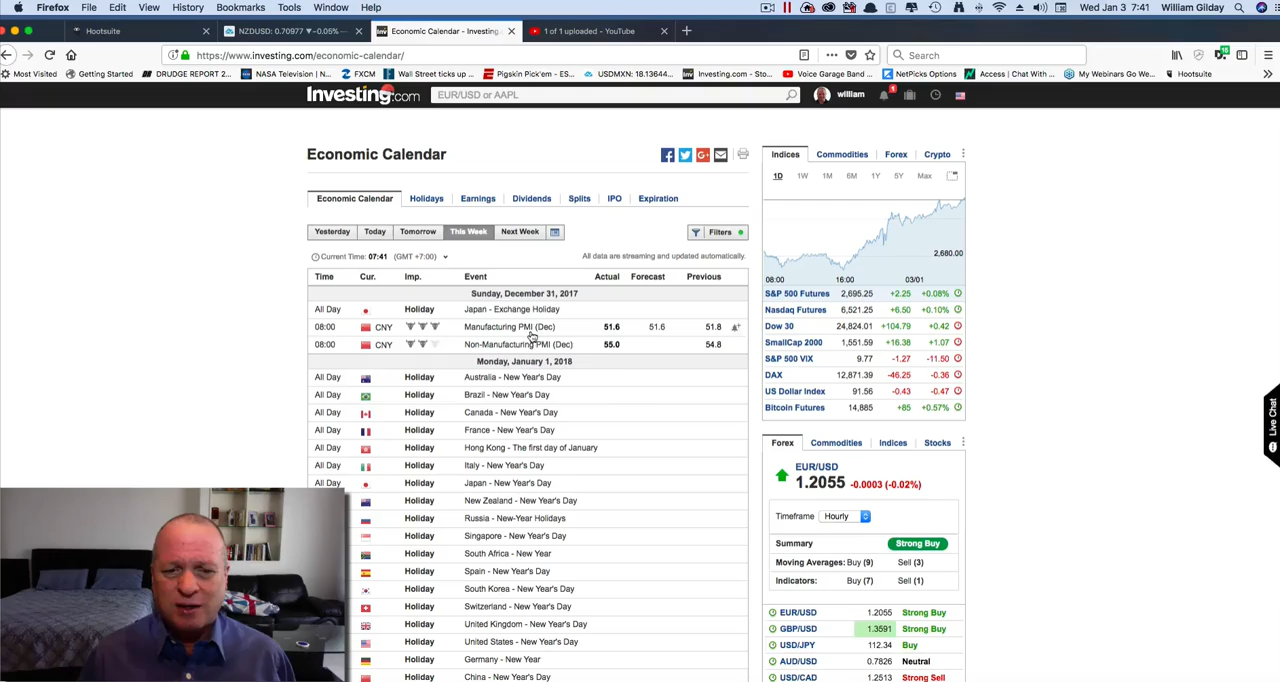 Firefox File Edit View History Bookmarks Tools Window Help
Wed Jan 3 7:41 William Gilday
Hootsuite
NZDUSD: 0.70977 ▼−0.05%
Economic Calendar - Investing.
1 of 1 uploaded - YouTube
https://www.investing.com/economic-calendar/
Search
Most Visited Getting Started DRUDGE REPORT 2... NASA Television | N... FXCM Wall Street ticks up ... Pigskin Pick'em - ES... USDMXN: 18.13644... Investing.com - Sto... Voice Garage Band ... NetPicks Options Access | Chat With ... My Webinars Go We... Hootsuite
Investing.com
EUR/USD or AAPL
william
1
Economic Calendar
Economic Calendar Holidays Earnings Dividends Splits IPO Expiration
Yesterday Today Tomorrow This Week Next Week
Filters
Current Time: 07:41 (GMT +7:00)
All data are streaming and updated automatically.
Time Cur. Imp. Event Actual Forecast Previous
Sunday, December 31, 2017
All Day Holiday Japan - Exchange Holiday
08:00 CNY Manufacturing PMI (Dec) 51.6 51.6 51.8
08:00 CNY Non-Manufacturing PMI (Dec) 55.0 54.8
Monday, January 1, 2018
All Day Holiday Australia - New Year's Day
All Day Holiday Brazil - New Year's Day
All Day Holiday Canada - New Year's Day
All Day Holiday France - New Year's Day
All Day Holiday Hong Kong - The first day of January
All Day Holiday Italy - New Year's Day
All Day Holiday Japan - New Year's Day
Holiday New Zealand - New Year's Day
Holiday Russia - New-Year Holidays
Holiday Singapore - New Year's Day
Holiday South Africa - New Year
Holiday Spain - New Year's Day
Holiday South Korea - New Year's Day
Holiday Switzerland - New Year's Day
Holiday United Kingdom - New Year's Day
Holiday United States - New Year's Day
Holiday Germany - New Year
Holiday China - New Year's Day
Indices Commodities Forex Crypto
1D 1W 1M 6M 1Y 5Y Max
2,680.00
08:00 16:00 03/01
S&P 500 Futures 2,695.25 +2.25 +0.08%
Nasdaq Futures 6,521.25 +6.50 +0.10%
Dow 30 24,824.01 +104.79 +0.42
SmallCap 2000 1,551.59 +16.38 +1.07
S&P 500 VIX 9.77 -1.27 -11.50
DAX 12,871.39 -46.25 -0.36
US Dollar Index 91.56 -0.43 -0.47
Bitcoin Futures 14,885 +85 +0.57%
Forex Commodities Indices Stocks
EUR/USD
1.2055 -0.0003 (-0.02%)
Timeframe Hourly
Summary Strong Buy
Moving Averages: Buy (9) Sell (3)
Indicators: Buy (7) Sell (1)
EUR/USD 1.2055 Strong Buy
GBP/USD 1.3591 Strong Buy
USD/JPY 112.34 Buy
AUD/USD 0.7826 Neutral
USD/CAD 1.2513 Strong Sell
Live Chat